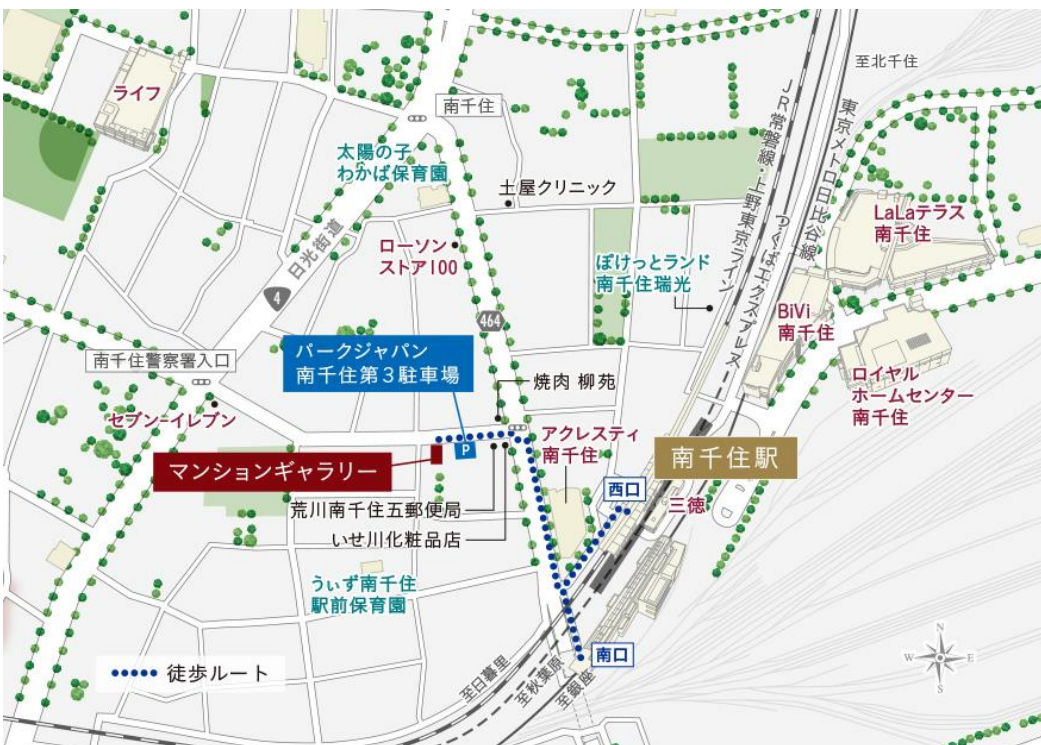 至北千住
ライフ
南千住
JR常磐線・上野東京ライン
東京メトロ日比谷線
つくばエクスプレス
太陽の子
わかば保育園
土屋クリニック
LaLaテラス
南千住
日光街道
ローソン
ストア100
ぽけっとランド
南千住瑞光
4
464
BiVi
南千住
南千住警察署入口
パークジャパン
南千住第3駐車場
焼肉 柳苑
ロイヤル
ホームセンター
南千住
セブン-イレブン
アクレスティ
南千住
南千住駅
P
マンションギャラリー
西口
三徳
荒川南千住五郵便局
いせ川化粧品店
うぃず南千住
駅前保育園
南口
徒歩ルート
至日暮里
至秋葉原
至銀座
N
W
E
S